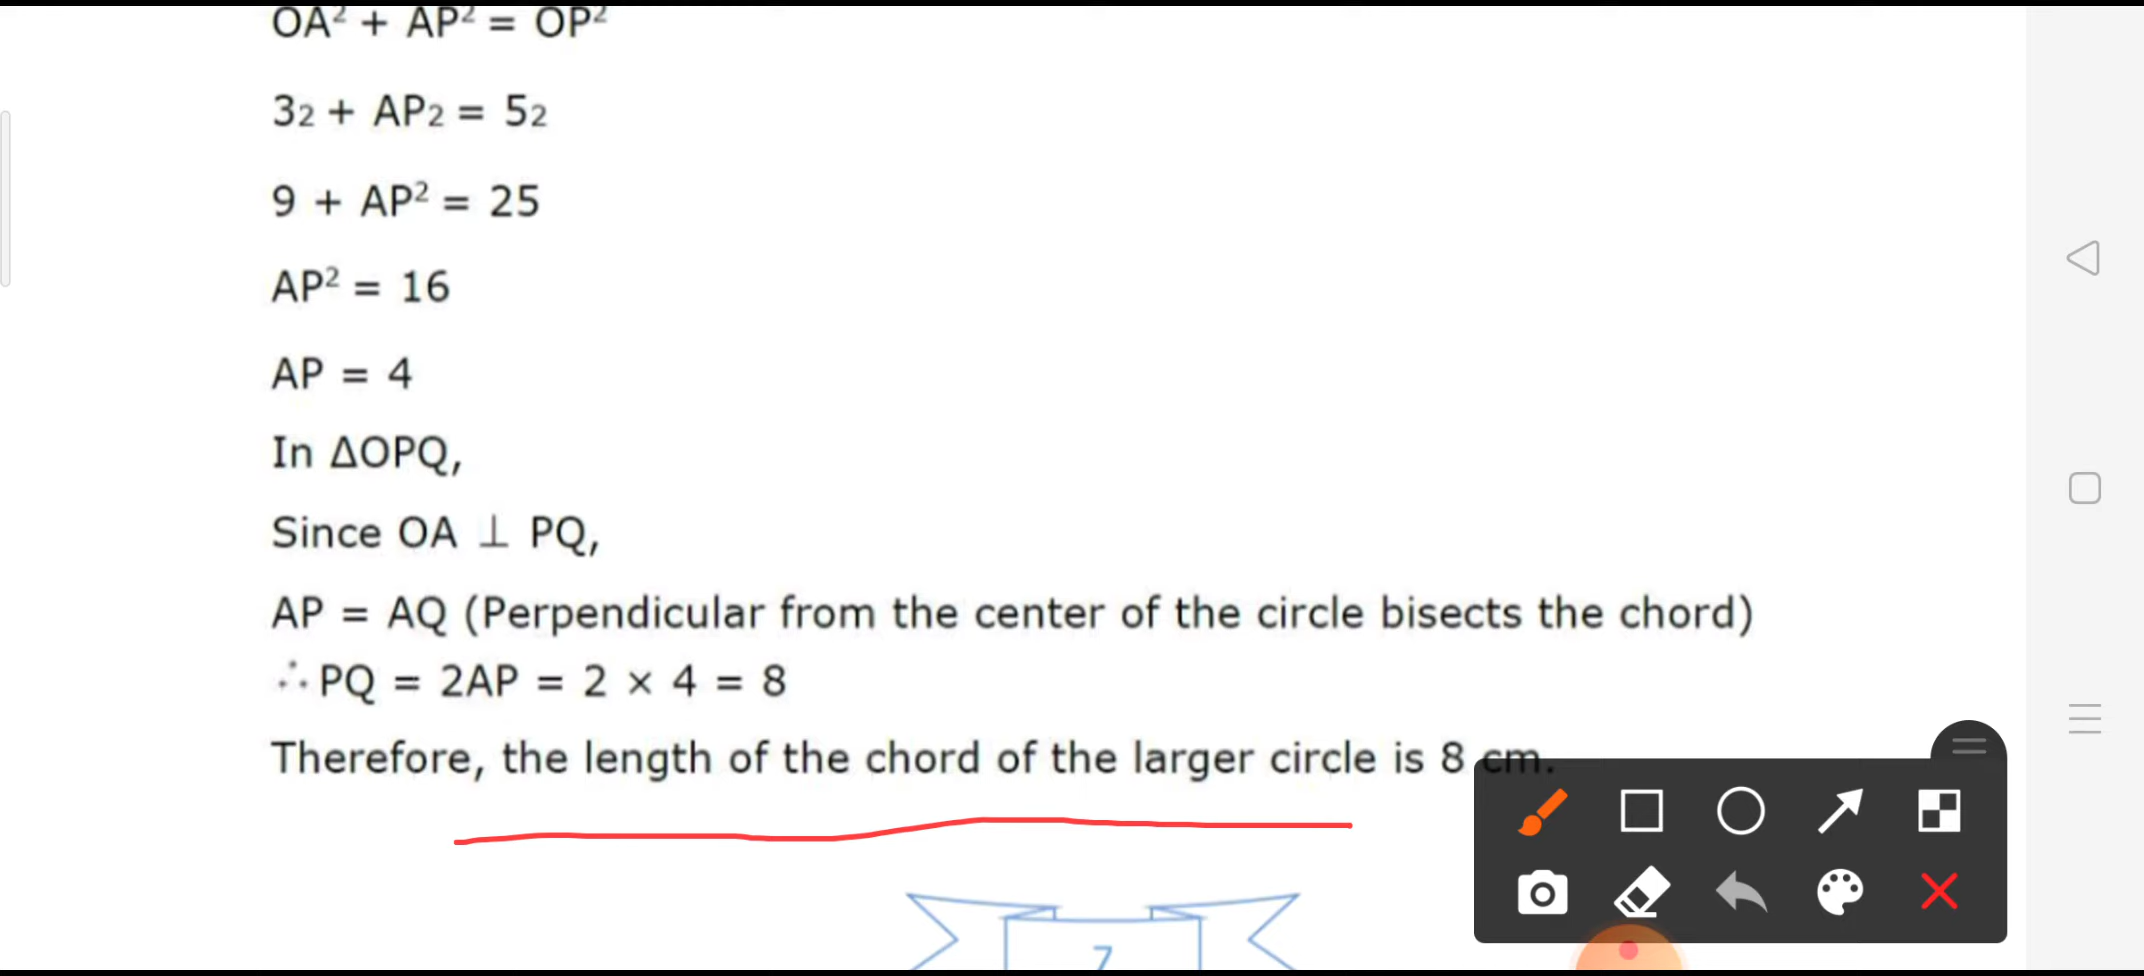 OA² + AP² = OP²
32 + AP2 = 52
9 + AP² = 25
AP² = 16
AP = 4
In ΔOPQ,
Since OA ⊥ PQ,
AP = AQ (Perpendicular from the center of the circle bisects the chord)
∴ PQ = 2AP = 2 × 4 = 8
Therefore, the length of the chord of the larger circle is 8 cm.
7